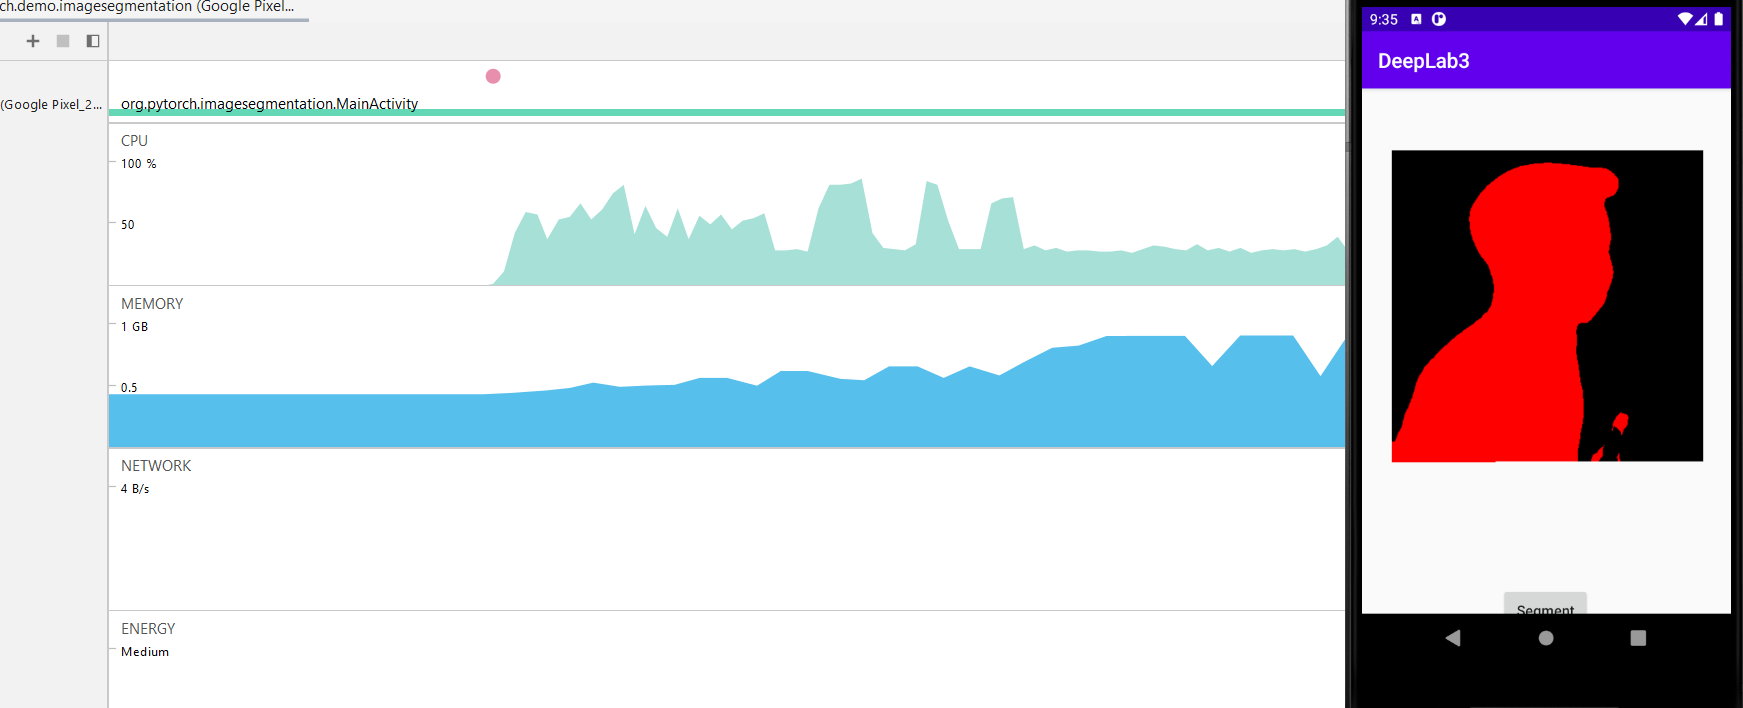 ch.demo.imagesegmentation (Google Pixel...
(Google Pixel_2...
org.pytorch.imagesegmentation.MainActivity
CPU
100 %
50
MEMORY
1 GB
0.5
NETWORK
4 B/s
ENERGY
Medium
9:35
DeepLab3
Segment